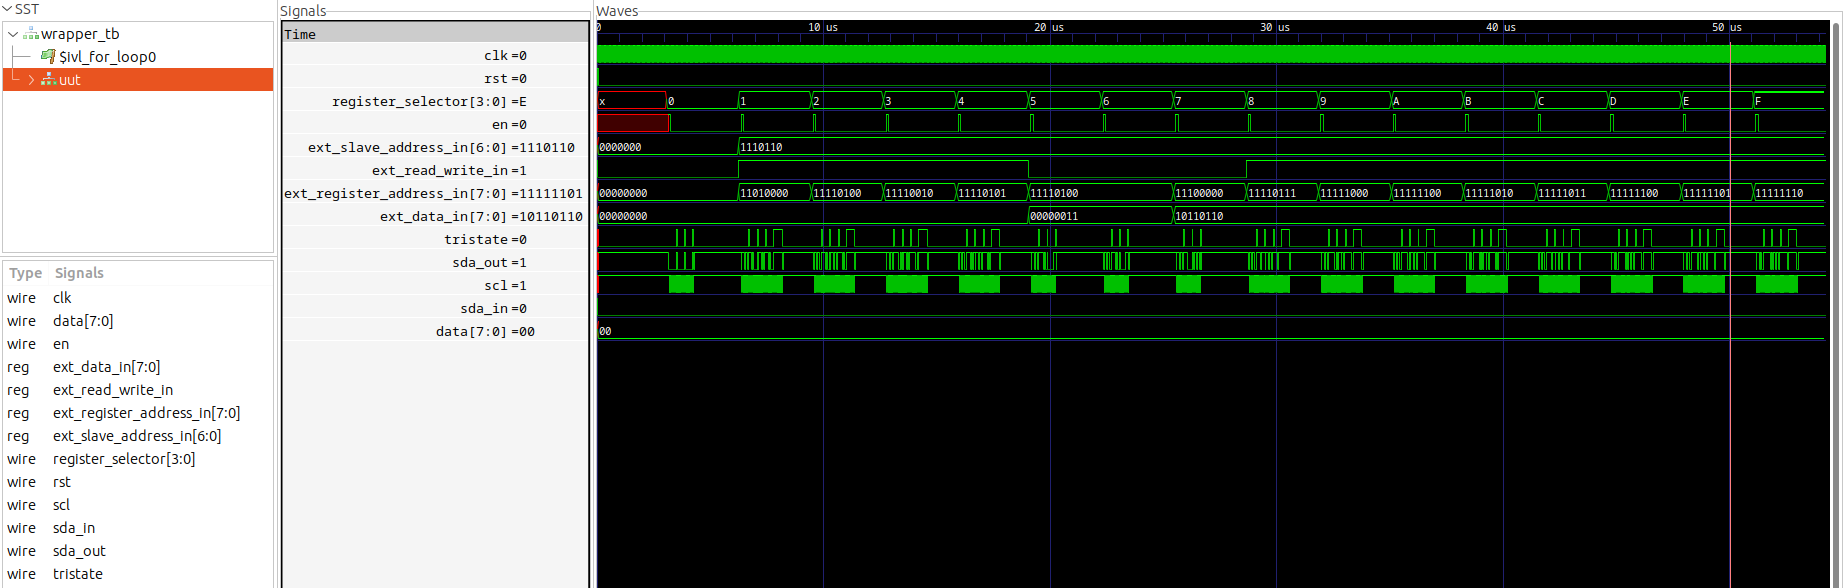 SST
wrapper_tb
$ivl_for_loop0
uut
Type Signals
wire clk
wire data[7:0]
wire en
reg ext_data_in[7:0]
reg ext_read_write_in
reg ext_register_address_in[7:0]
reg ext_slave_address_in[6:0]
wire register_selector[3:0]
wire rst
wire scl
wire sda_in
wire sda_out
wire tristate
Signals
Time
clk =0
rst =0
register_selector[3:0] =E
en =0
ext_slave_address_in[6:0] =1110110
ext_read_write_in =1
ext_register_address_in[7:0] =11111101
ext_data_in[7:0] =10110110
tristate =0
sda_out =1
scl =1
sda_in =0
data[7:0] =00
Waves
0 10 us 20 us 30 us 40 us 50 us
x 0 1 2 3 4 5 6 7 8 9 A B C D E F
0000000 1110110
00000000 11010000 11110100 11110010 11110101 11110100 11100000 11110111 11111000 11111100 11111010 11111011 11111100 11111101 11111110
00000000 00000011 10110110
00